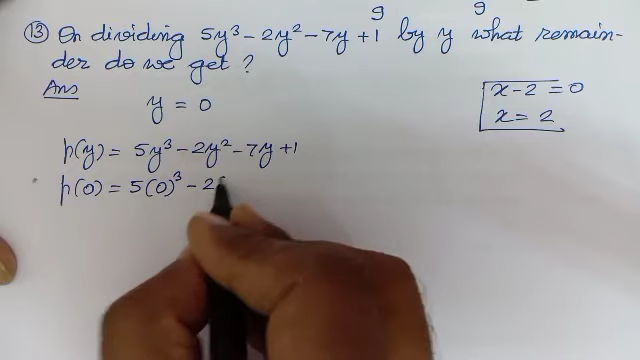 ⑬ On dividing 5y³ - 2y² - 7y + 1 by y what remain-
der do we get ?
Ans
y = 0
x - 2 = 0
x = 2
p(y) = 5y³ - 2y² - 7y + 1
p(0) = 5(0)³ - 2